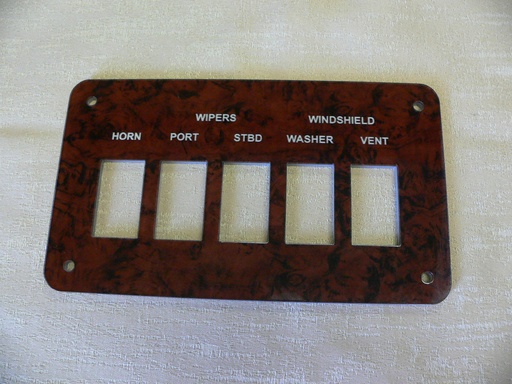 WIPERS WINDSHIELD
HORN PORT STBD WASHER VENT